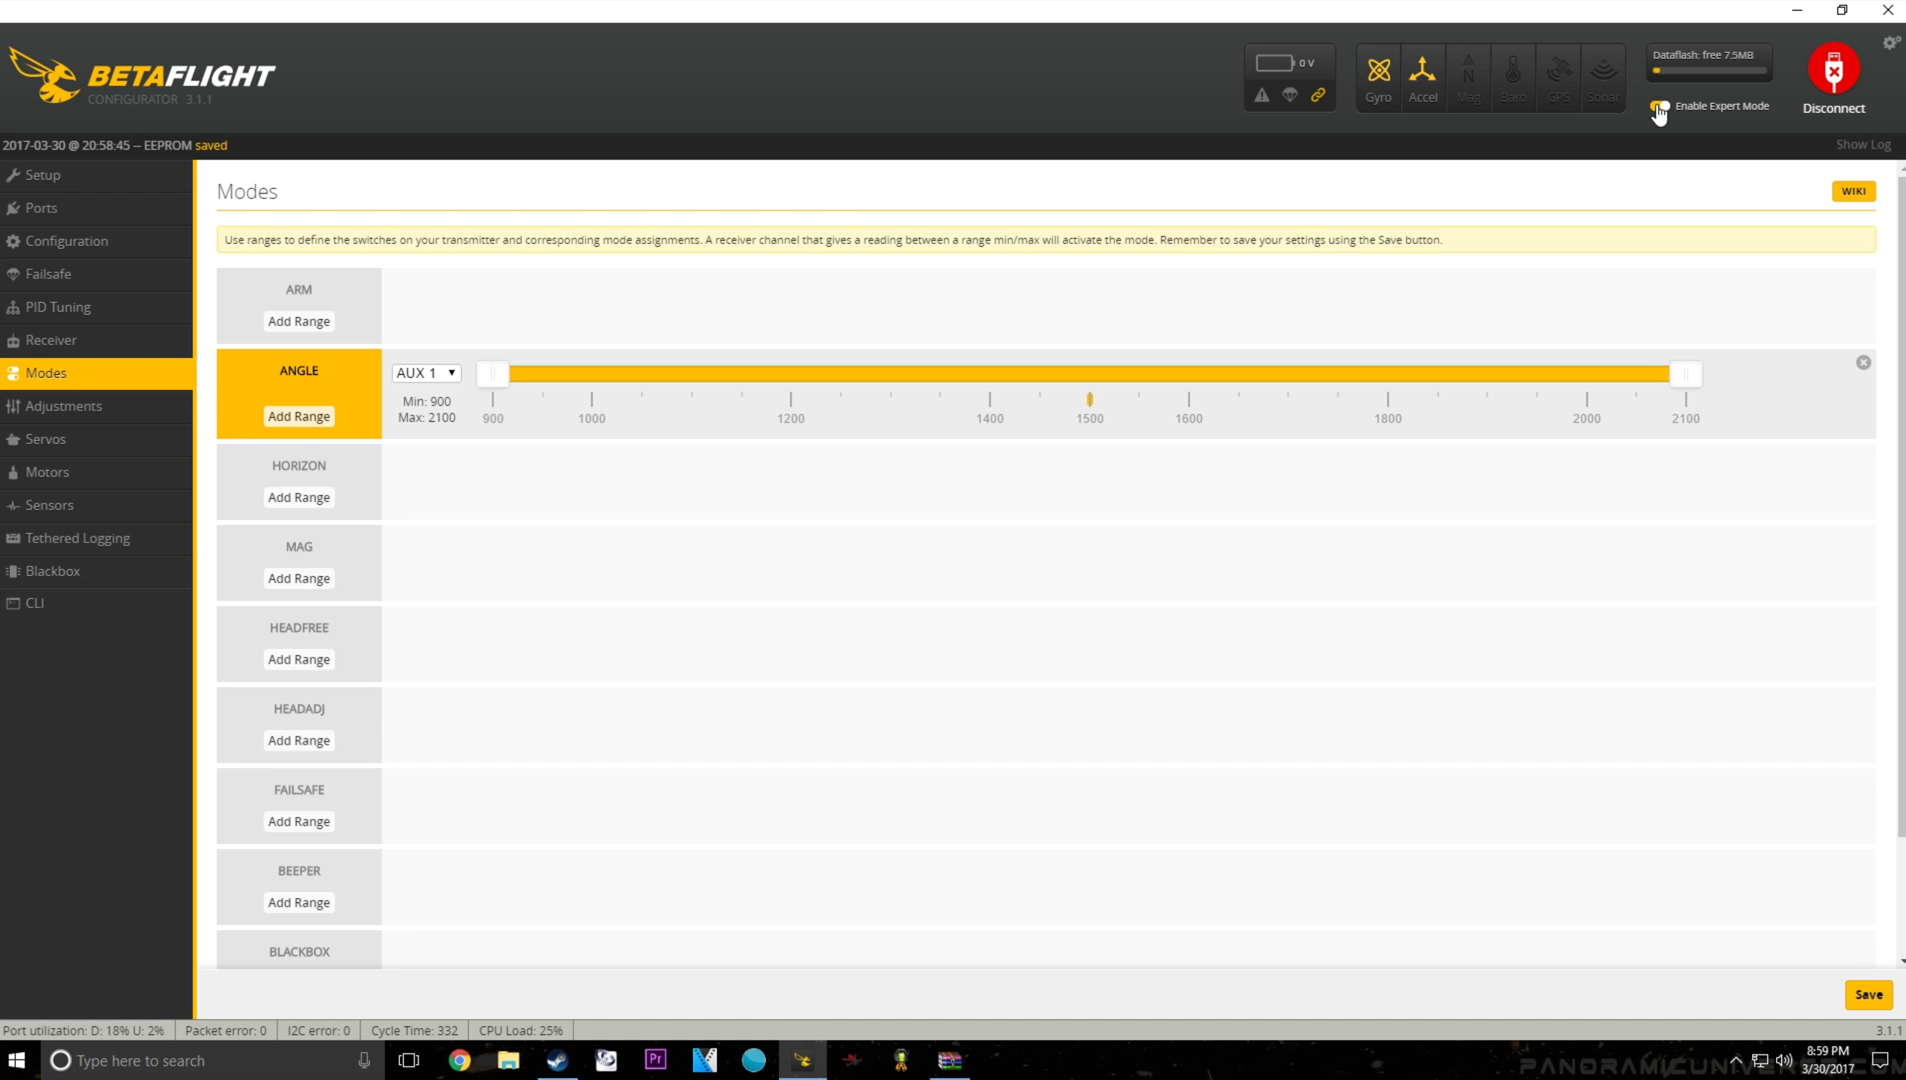 BETAFLIGHT
CONFIGURATOR 3.1.1
0 V
Gyro
Accel
Mag
Baro
GPS
Sonar
Dataflash: free 7.5MB
Enable Expert Mode
Disconnect
2017-03-30 @ 20:58:45 -- EEPROM saved
Show Log
Setup
Ports
Configuration
Failsafe
PID Tuning
Receiver
Modes
Adjustments
Servos
Motors
Sensors
Tethered Logging
Blackbox
CLI
Modes
WIKI
Use ranges to define the switches on your transmitter and corresponding mode assignments. A receiver channel that gives a reading between a range min/max will activate the mode. Remember to save your settings using the Save button.
ARM
Add Range
ANGLE
Add Range
AUX 1
Min: 900
Max: 2100
900 1000 1200 1400 1500 1600 1800 2000 2100
HORIZON
Add Range
MAG
Add Range
HEADFREE
Add Range
HEADADJ
Add Range
FAILSAFE
Add Range
BEEPER
Add Range
BLACKBOX
Save
Port utilization: D: 18% U: 2% Packet error: 0 I2C error: 0 Cycle Time: 332 CPU Load: 25% 3.1.1
Type here to search
Pr
8:59 PM
3/30/2017